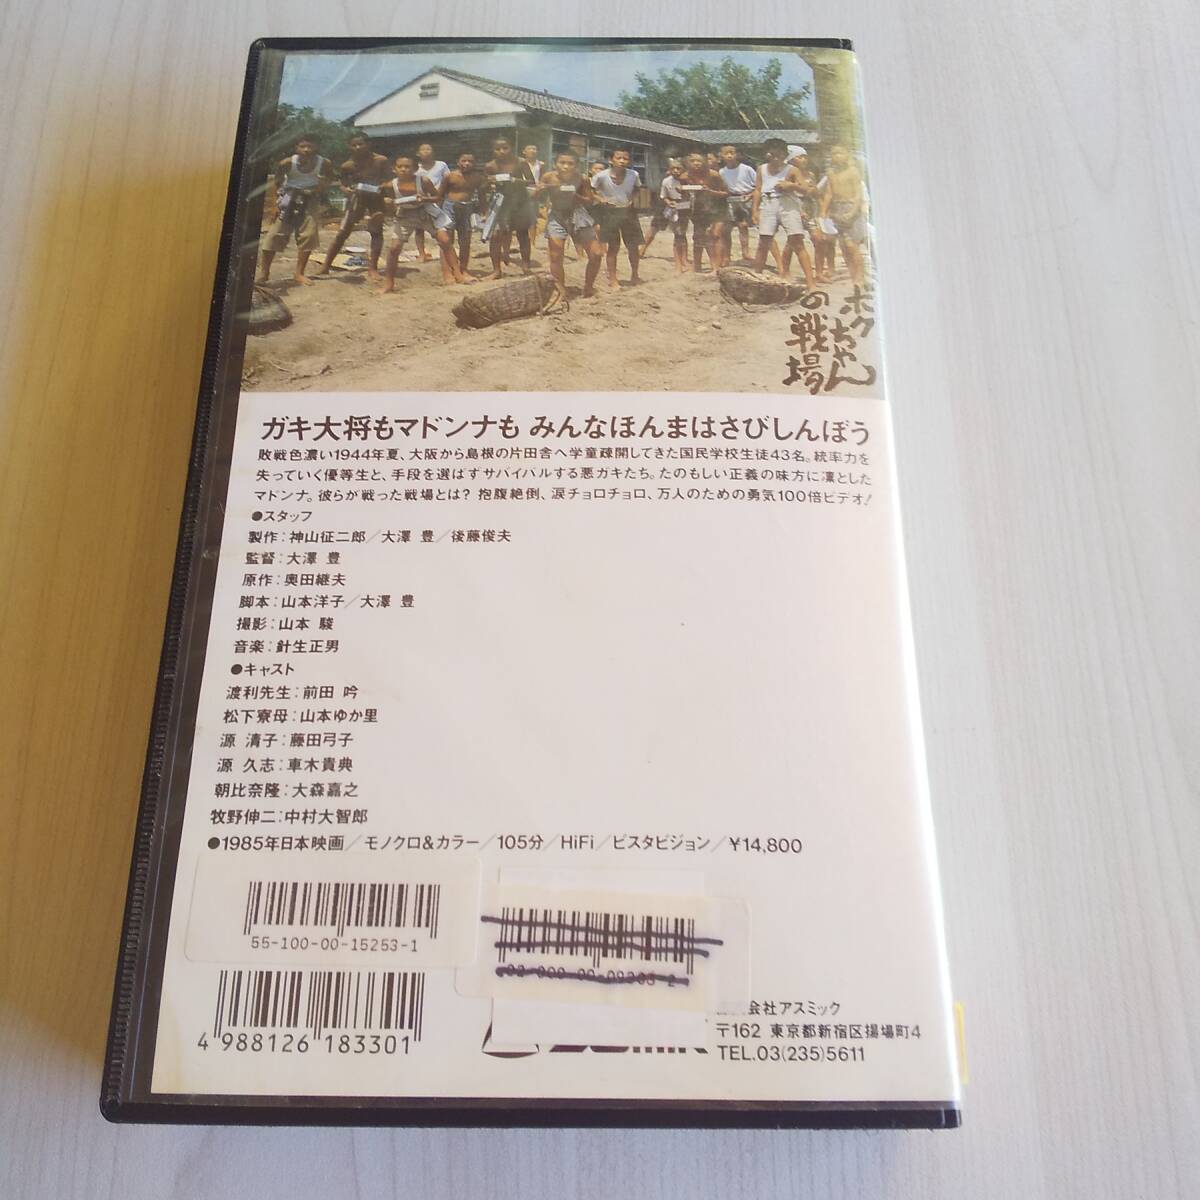 ボクちゃん
の戦場
ガキ大将もマドンナも みんなほんまはさびしんぼう
敗戦色濃い1944年夏、大阪から島根の片田舎へ学童疎開してきた国民学校生徒43名。統率力を
失っていく優等生と、手段を選ばずサバイバルする悪ガキたち。たのもしい正義の味方に凜とした
マドンナ。彼らが戦った戦場とは? 抱腹絶倒、涙チョロチョロ、万人のための勇気100倍ビデオ!
●スタッフ
製作:神山征二郎/大澤 豊/後藤俊夫
監督:大澤 豊
原作:奥田継夫
脚本:山本洋子/大澤 豊
撮影:山本 駿
音楽:針生正男
●キャスト
渡利先生:前田 吟
松下寮母:山本ゆか里
源 清子:藤田弓子
源 久志:車木貴典
朝比奈隆:大森嘉之
牧野伸二:中村大智郎
●1985年日本映画/モノクロ&カラー/105分/HiFi/ビスタビジョン/¥14,800
55-100-00-15253-1
4 988126 183301
会社アスミック
〒162 東京都新宿区揚場町4
TEL.03(235)5611